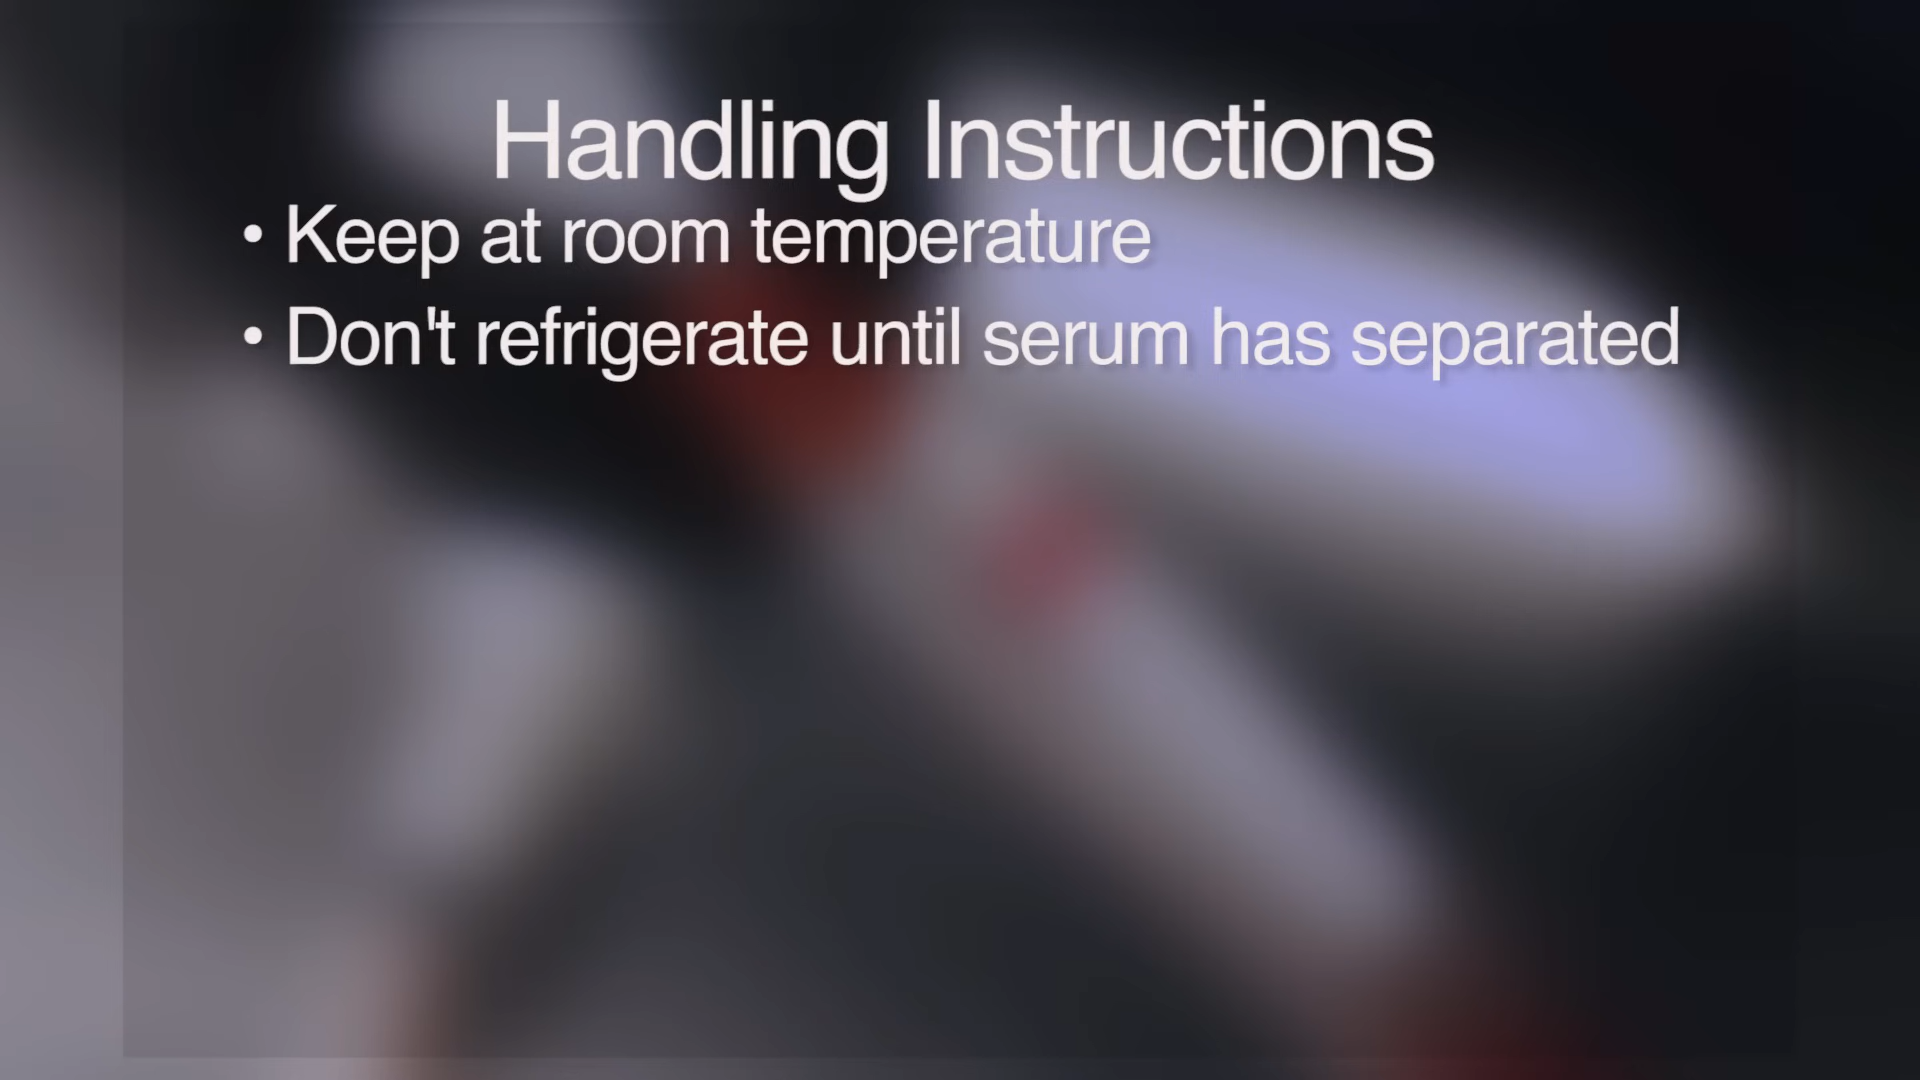 Handling Instructions
• Keep at room temperature
• Don't refrigerate until serum has separated